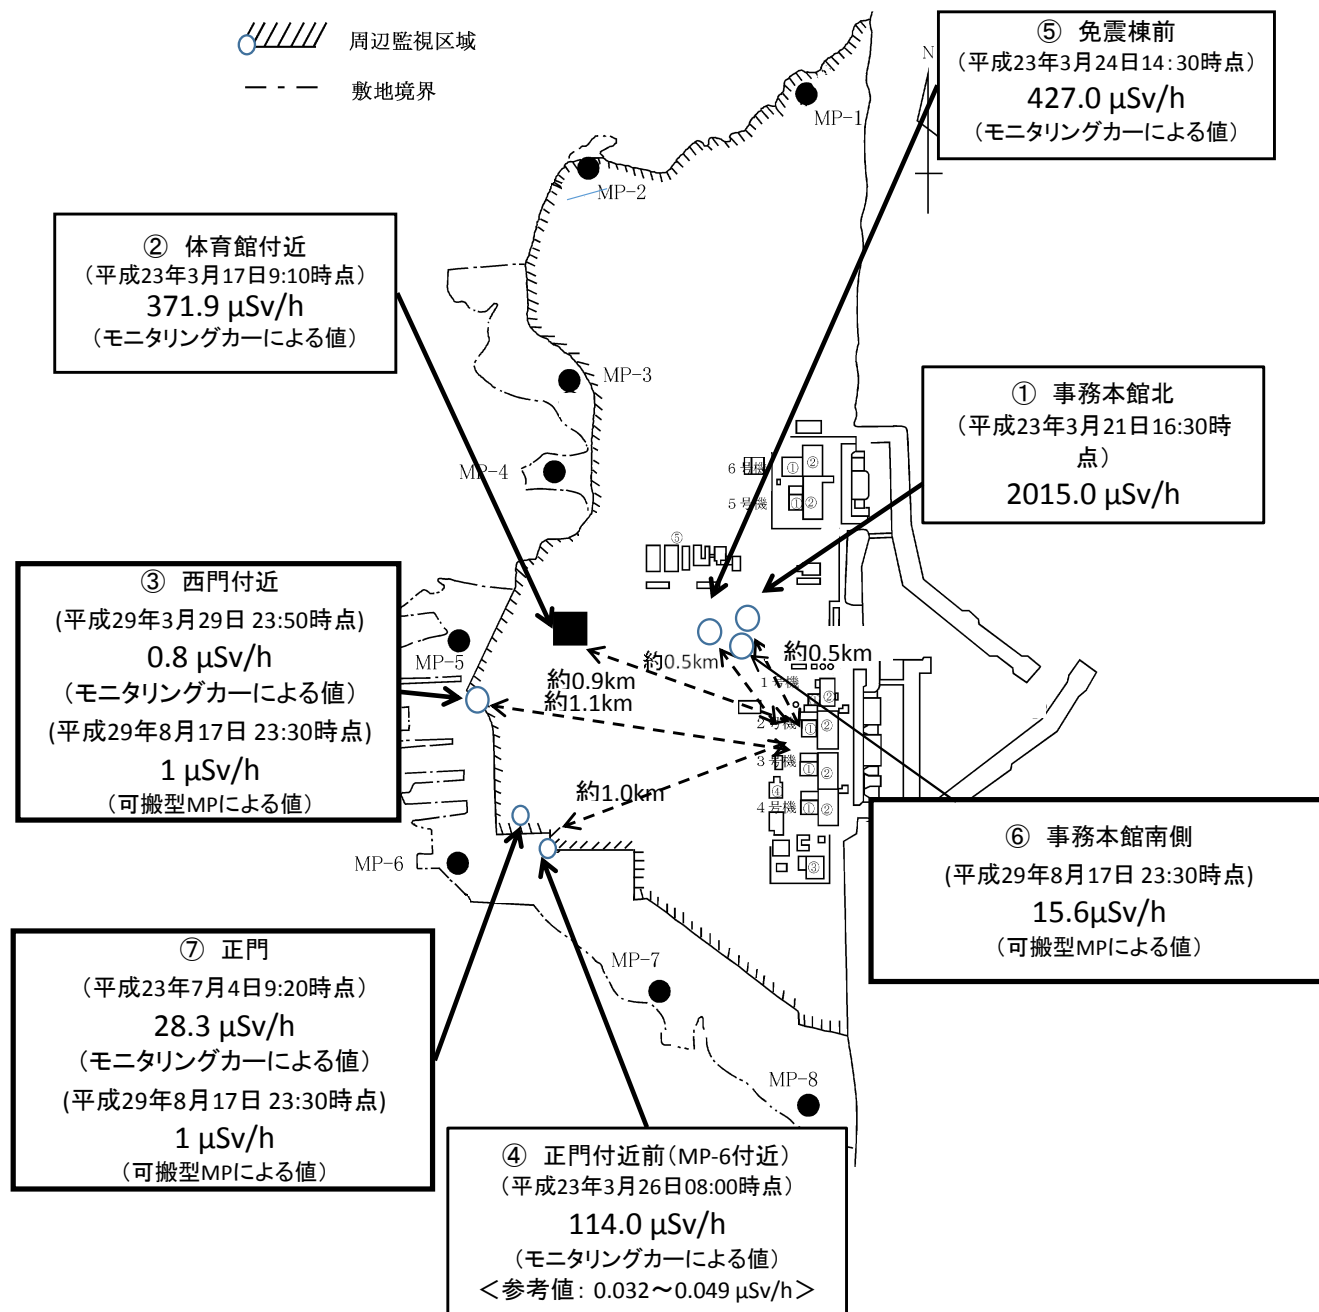 周辺監視区域
敷地境界
⑤ 免震棟前
(平成23年3月24日14:30時点)
427.0 μSv/h
(モニタリングカーによる値)
N
MP-1
MP-2
② 体育館付近
(平成23年3月17日9:10時点)
371.9 μSv/h
(モニタリングカーによる値)
MP-3
① 事務本館北
(平成23年3月21日16:30時
点)
2015.0 μSv/h
MP-4
6号機
①
②
5号機
①
②
⑤
③ 西門付近
(平成29年3月29日 23:50時点)
0.8 μSv/h
(モニタリングカーによる値)
(平成29年8月17日 23:30時点)
1 μSv/h
(可搬型MPによる値)
MP-5
約0.5km
約0.5km
約0.9km
約1.1km
1号機
②
2号機
①
②
3号機
①
②
④
約1.0km
4号機
①
②
③
MP-6
⑥ 事務本館南側
(平成29年8月17日 23:30時点)
15.6μSv/h
(可搬型MPによる値)
⑦ 正門
(平成23年7月4日9:20時点)
28.3 μSv/h
(モニタリングカーによる値)
(平成29年8月17日 23:30時点)
1 μSv/h
(可搬型MPによる値)
MP-7
MP-8
④ 正門付近前(MP-6付近)
(平成23年3月26日08:00時点)
114.0 μSv/h
(モニタリングカーによる値)
<参考値: 0.032~0.049 μSv/h>